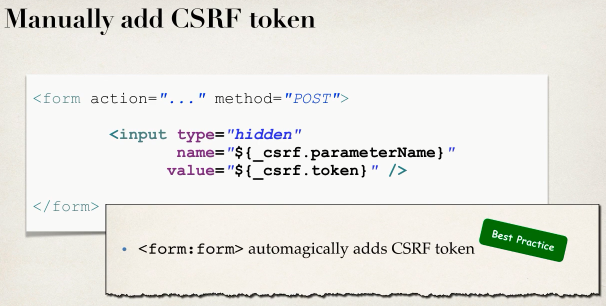 Manually add CSRF token
<form action="..." method="POST">
<input type="hidden"
name="${_csrf.parameterName}"
value="${_csrf.token}" />
</form>
• <form:form> automagically adds CSRF token
Best Practice